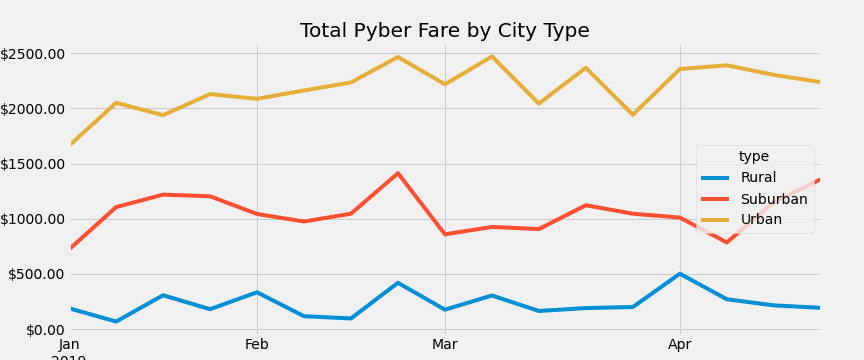 Total Pyber Fare by City Type
$2500.00
$2000.00
$1500.00
$1000.00
$500.00
$0.00
type
Rural
Suburban
Urban
Jan Feb Mar Apr
2019